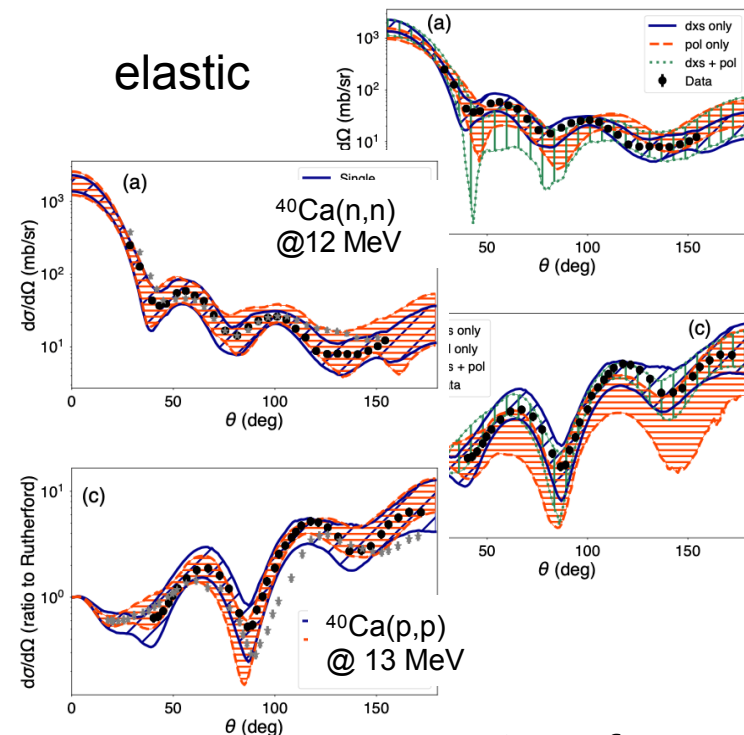 elastic
(a)
dxs only
pol only
dxs + pol
Data
dΩ (mb/sr)
10³
10²
10¹
50
100
150
θ (deg)
(a)
Single
⁴⁰Ca(n,n)
@12 MeV
dσ/dΩ (mb/sr)
10³
10²
10¹
0
50
100
150
θ (deg)
(c)
s only
l only
s + pol
ata
50
100
150
θ (deg)
(c)
⁴⁰Ca(p,p)
@ 13 MeV
dσ/dΩ (ratio to Rutherford)
10¹
10⁰
0
50
100
150
θ (deg)